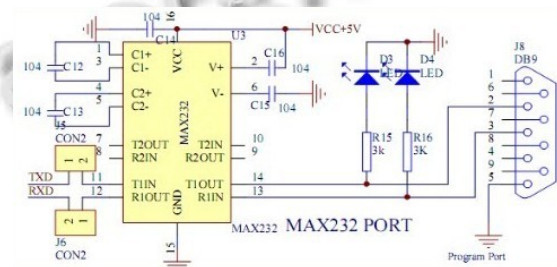 104
16
C14
U3
VCC+5V
1
C1+
VCC
104
C12
3
C1-
V+
2
C16
104
4
C2+
V-
6
C15
104
104
C13
5
C2-
MAX232
J5
CON2
7
T2OUT
T2IN
10
8
R2IN
R2OUT
9
1 2
TXD
11
T1IN
T1OUT
14
RXD
12
R1OUT
R1IN
13
GND
2 1
J6
CON2
15
MAX232
MAX232 PORT
D3
LED
D4
LED
R15
3k
R16
3K
J8
DB9
1
6
2
7
3
8
4
9
5
Program Port